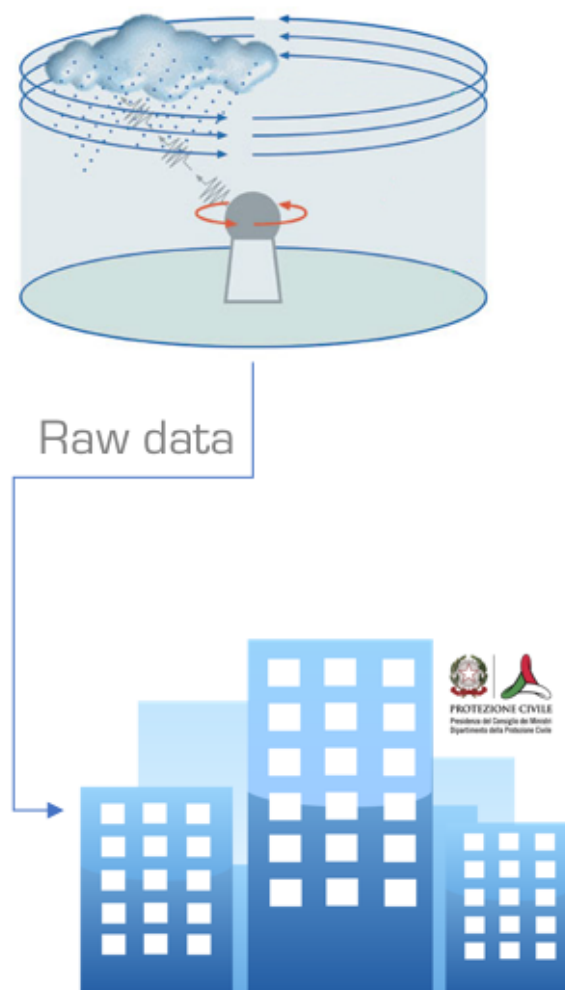 Raw data
PROTEZIONE CIVILE
Presidenza del Consiglio dei Ministri
Dipartimento della Protezione Civile